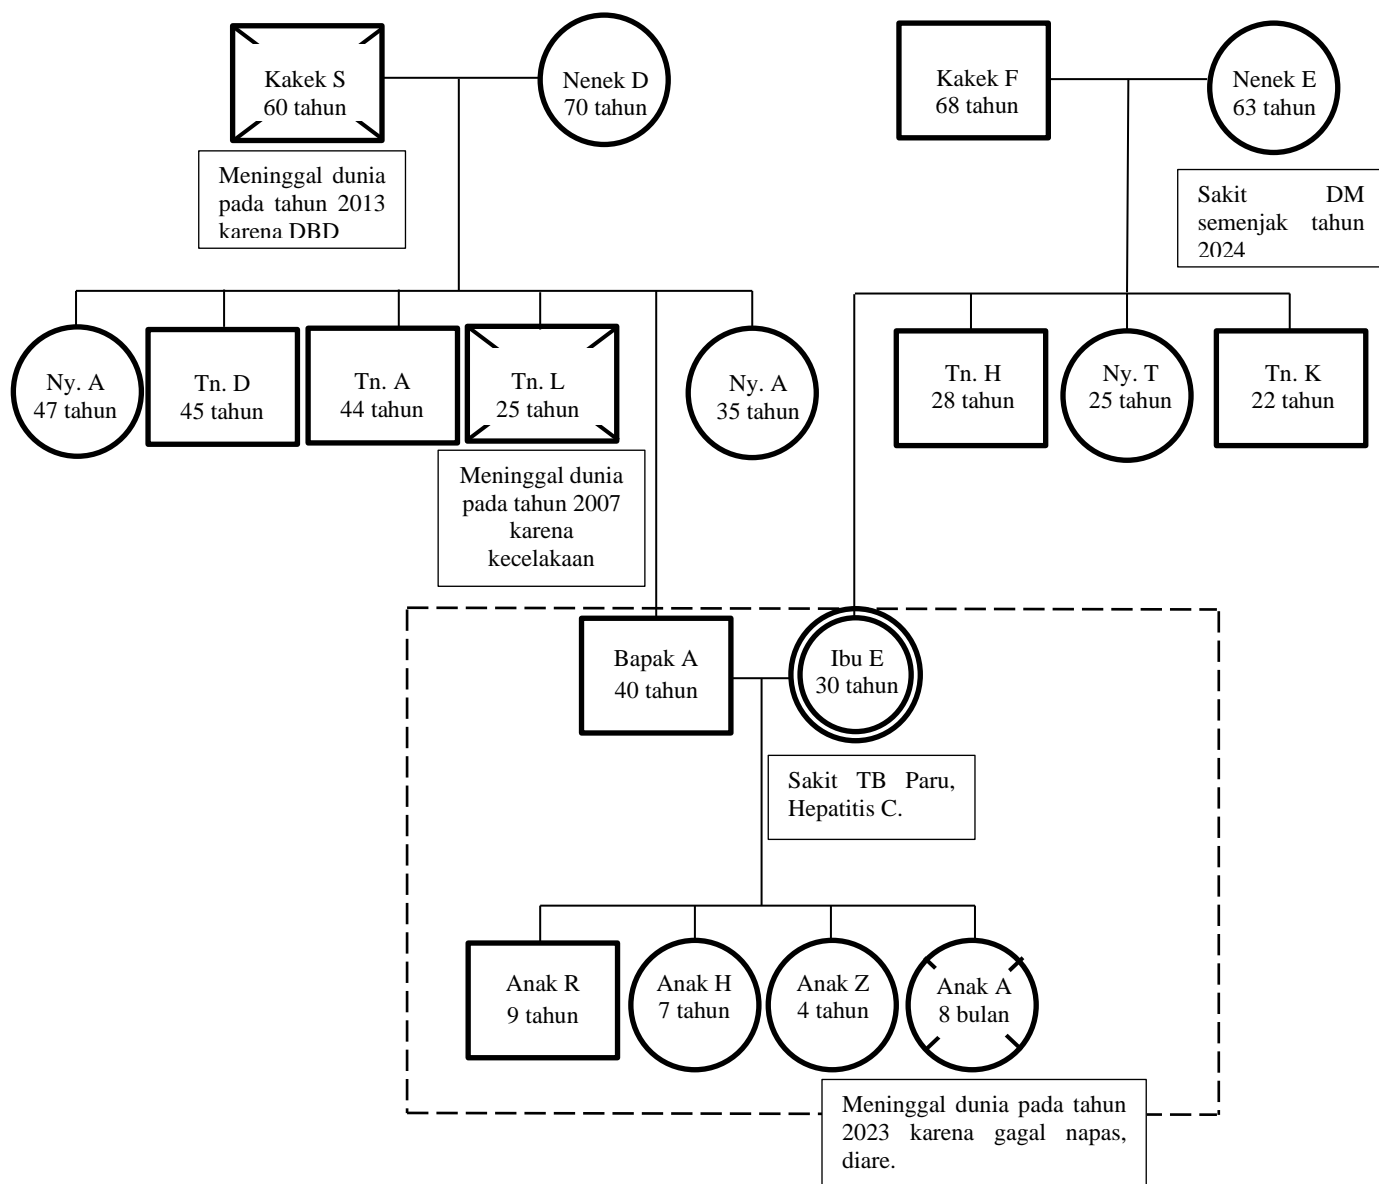 Kakek S
60 tahun
Nenek D
70 tahun
Kakek F
68 tahun
Nenek E
63 tahun
Meninggal dunia
pada tahun 2013
karena DBD
Sakit DM
semenjak tahun
2024
Ny. A
47 tahun
Tn. D
45 tahun
Tn. A
44 tahun
Tn. L
25 tahun
Ny. A
35 tahun
Tn. H
28 tahun
Ny. T
25 tahun
Tn. K
22 tahun
Meninggal dunia
pada tahun 2007
karena
kecelakaan
Bapak A
40 tahun
Ibu E
30 tahun
Sakit TB Paru,
Hepatitis C.
Anak R
9 tahun
Anak H
7 tahun
Anak Z
4 tahun
Anak A
8 bulan
Meninggal dunia pada tahun
2023 karena gagal napas,
diare.